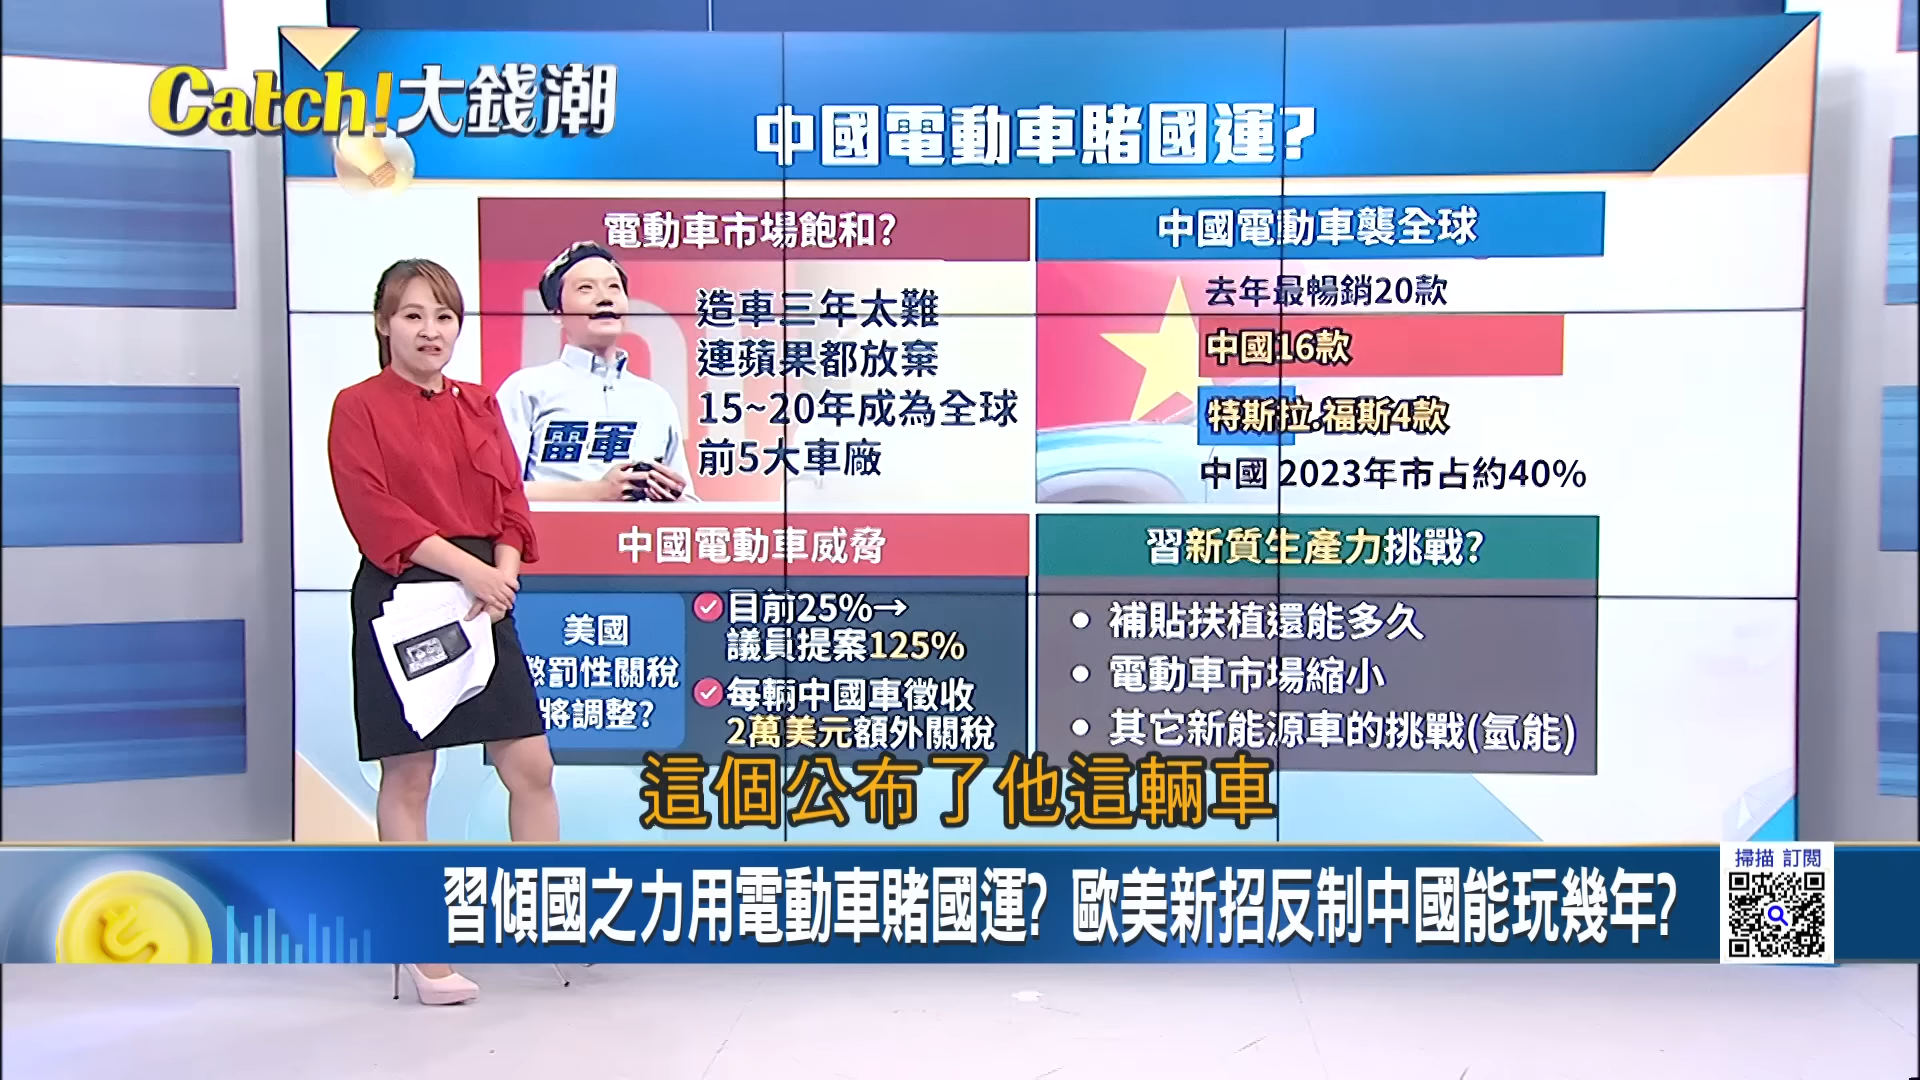 Catch!大錢潮
中國電動車賭國運?
電動車市場飽和?
造車三年太難
連蘋果都放棄
15~20年成為全球
前5大車廠
雷軍
中國電動車襲全球
去年最暢銷20款
中國16款
特斯拉.福斯4款
中國 2023年市占約40%
中國電動車威脅
美國
懲罰性關稅
將調整?
目前25%→
議員提案125%
每輛中國車徵收
2萬美元額外關稅
習新質生產力挑戰?
• 補貼扶植還能多久
• 電動車市場縮小
• 其它新能源車的挑戰(氫能)
這個公布了他這輛車
習傾國之力用電動車賭國運? 歐美新招反制中國能玩幾年?
掃描 訂閱